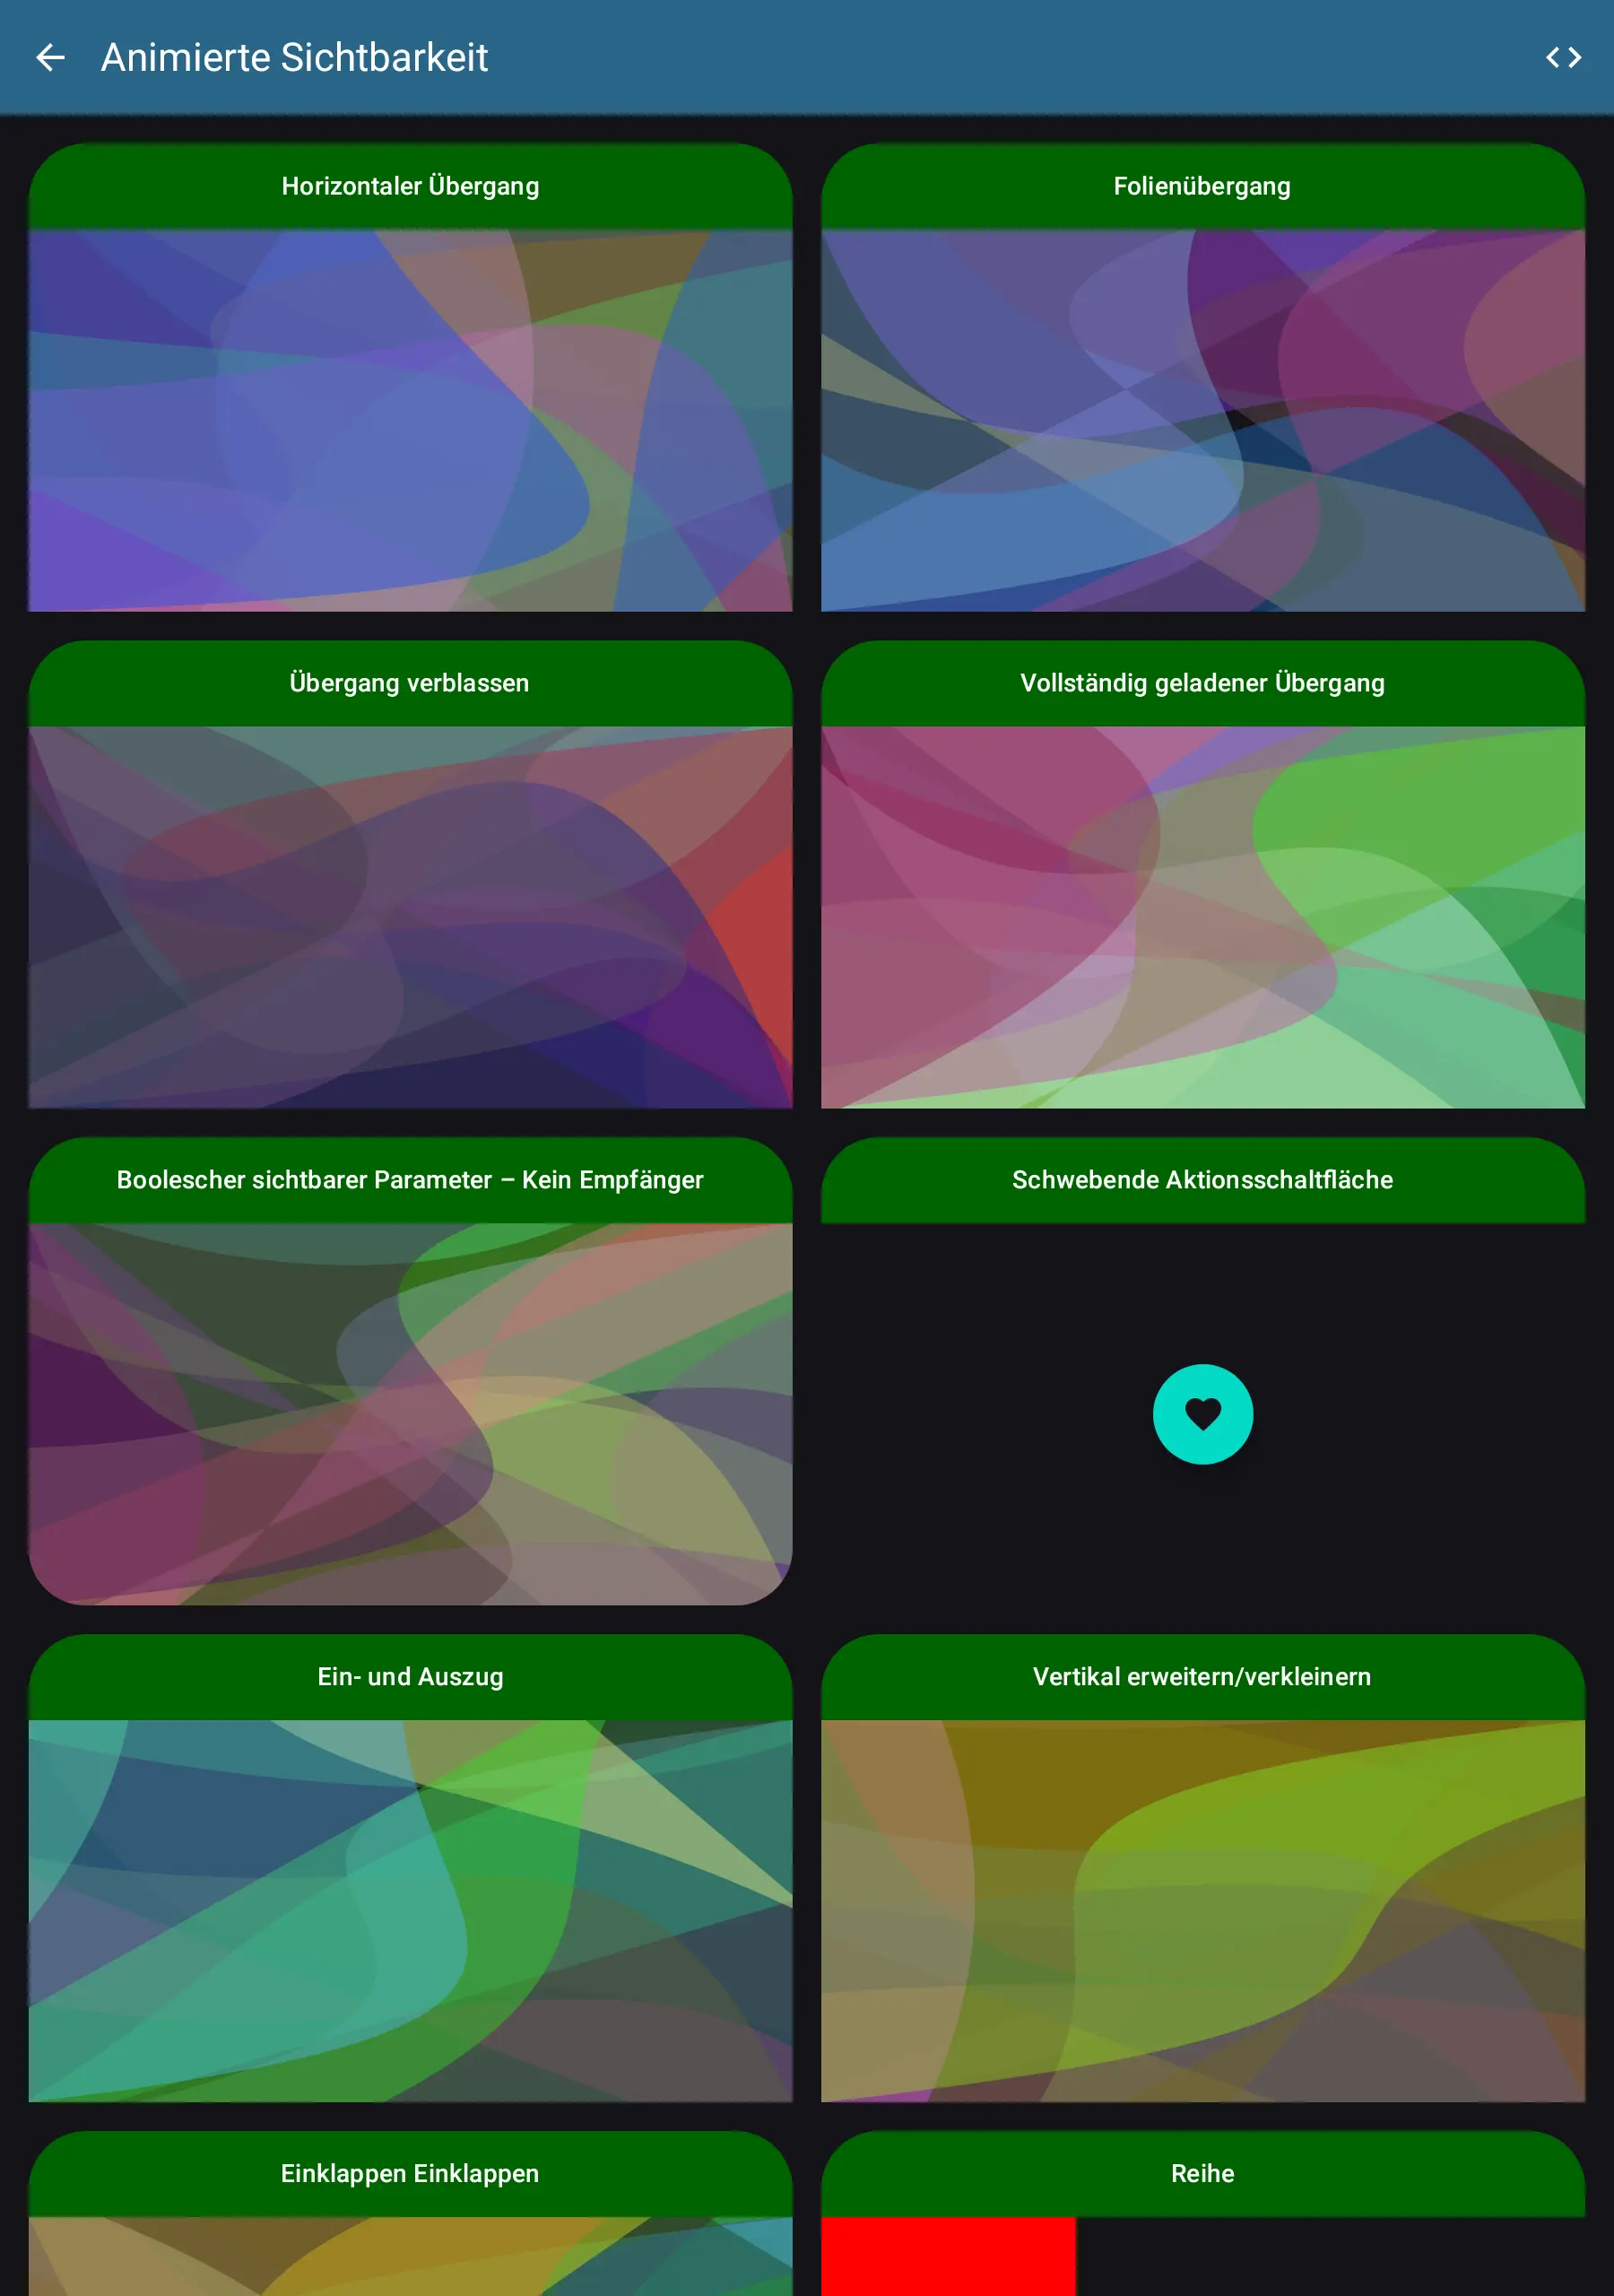 Animierte Sichtbarkeit
Horizontaler Übergang
Folienübergang
Übergang verblassen
Vollständig geladener Übergang
Boolescher sichtbarer Parameter – Kein Empfänger
Schwebende Aktionsschaltfläche
Ein- und Auszug
Vertikal erweitern/verkleinern
Einklappen Einklappen
Reihe